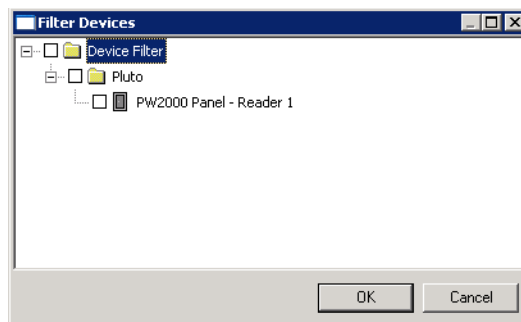 Filter Devices
Device Filter
Pluto
PW2000 Panel - Reader 1
OK
Cancel